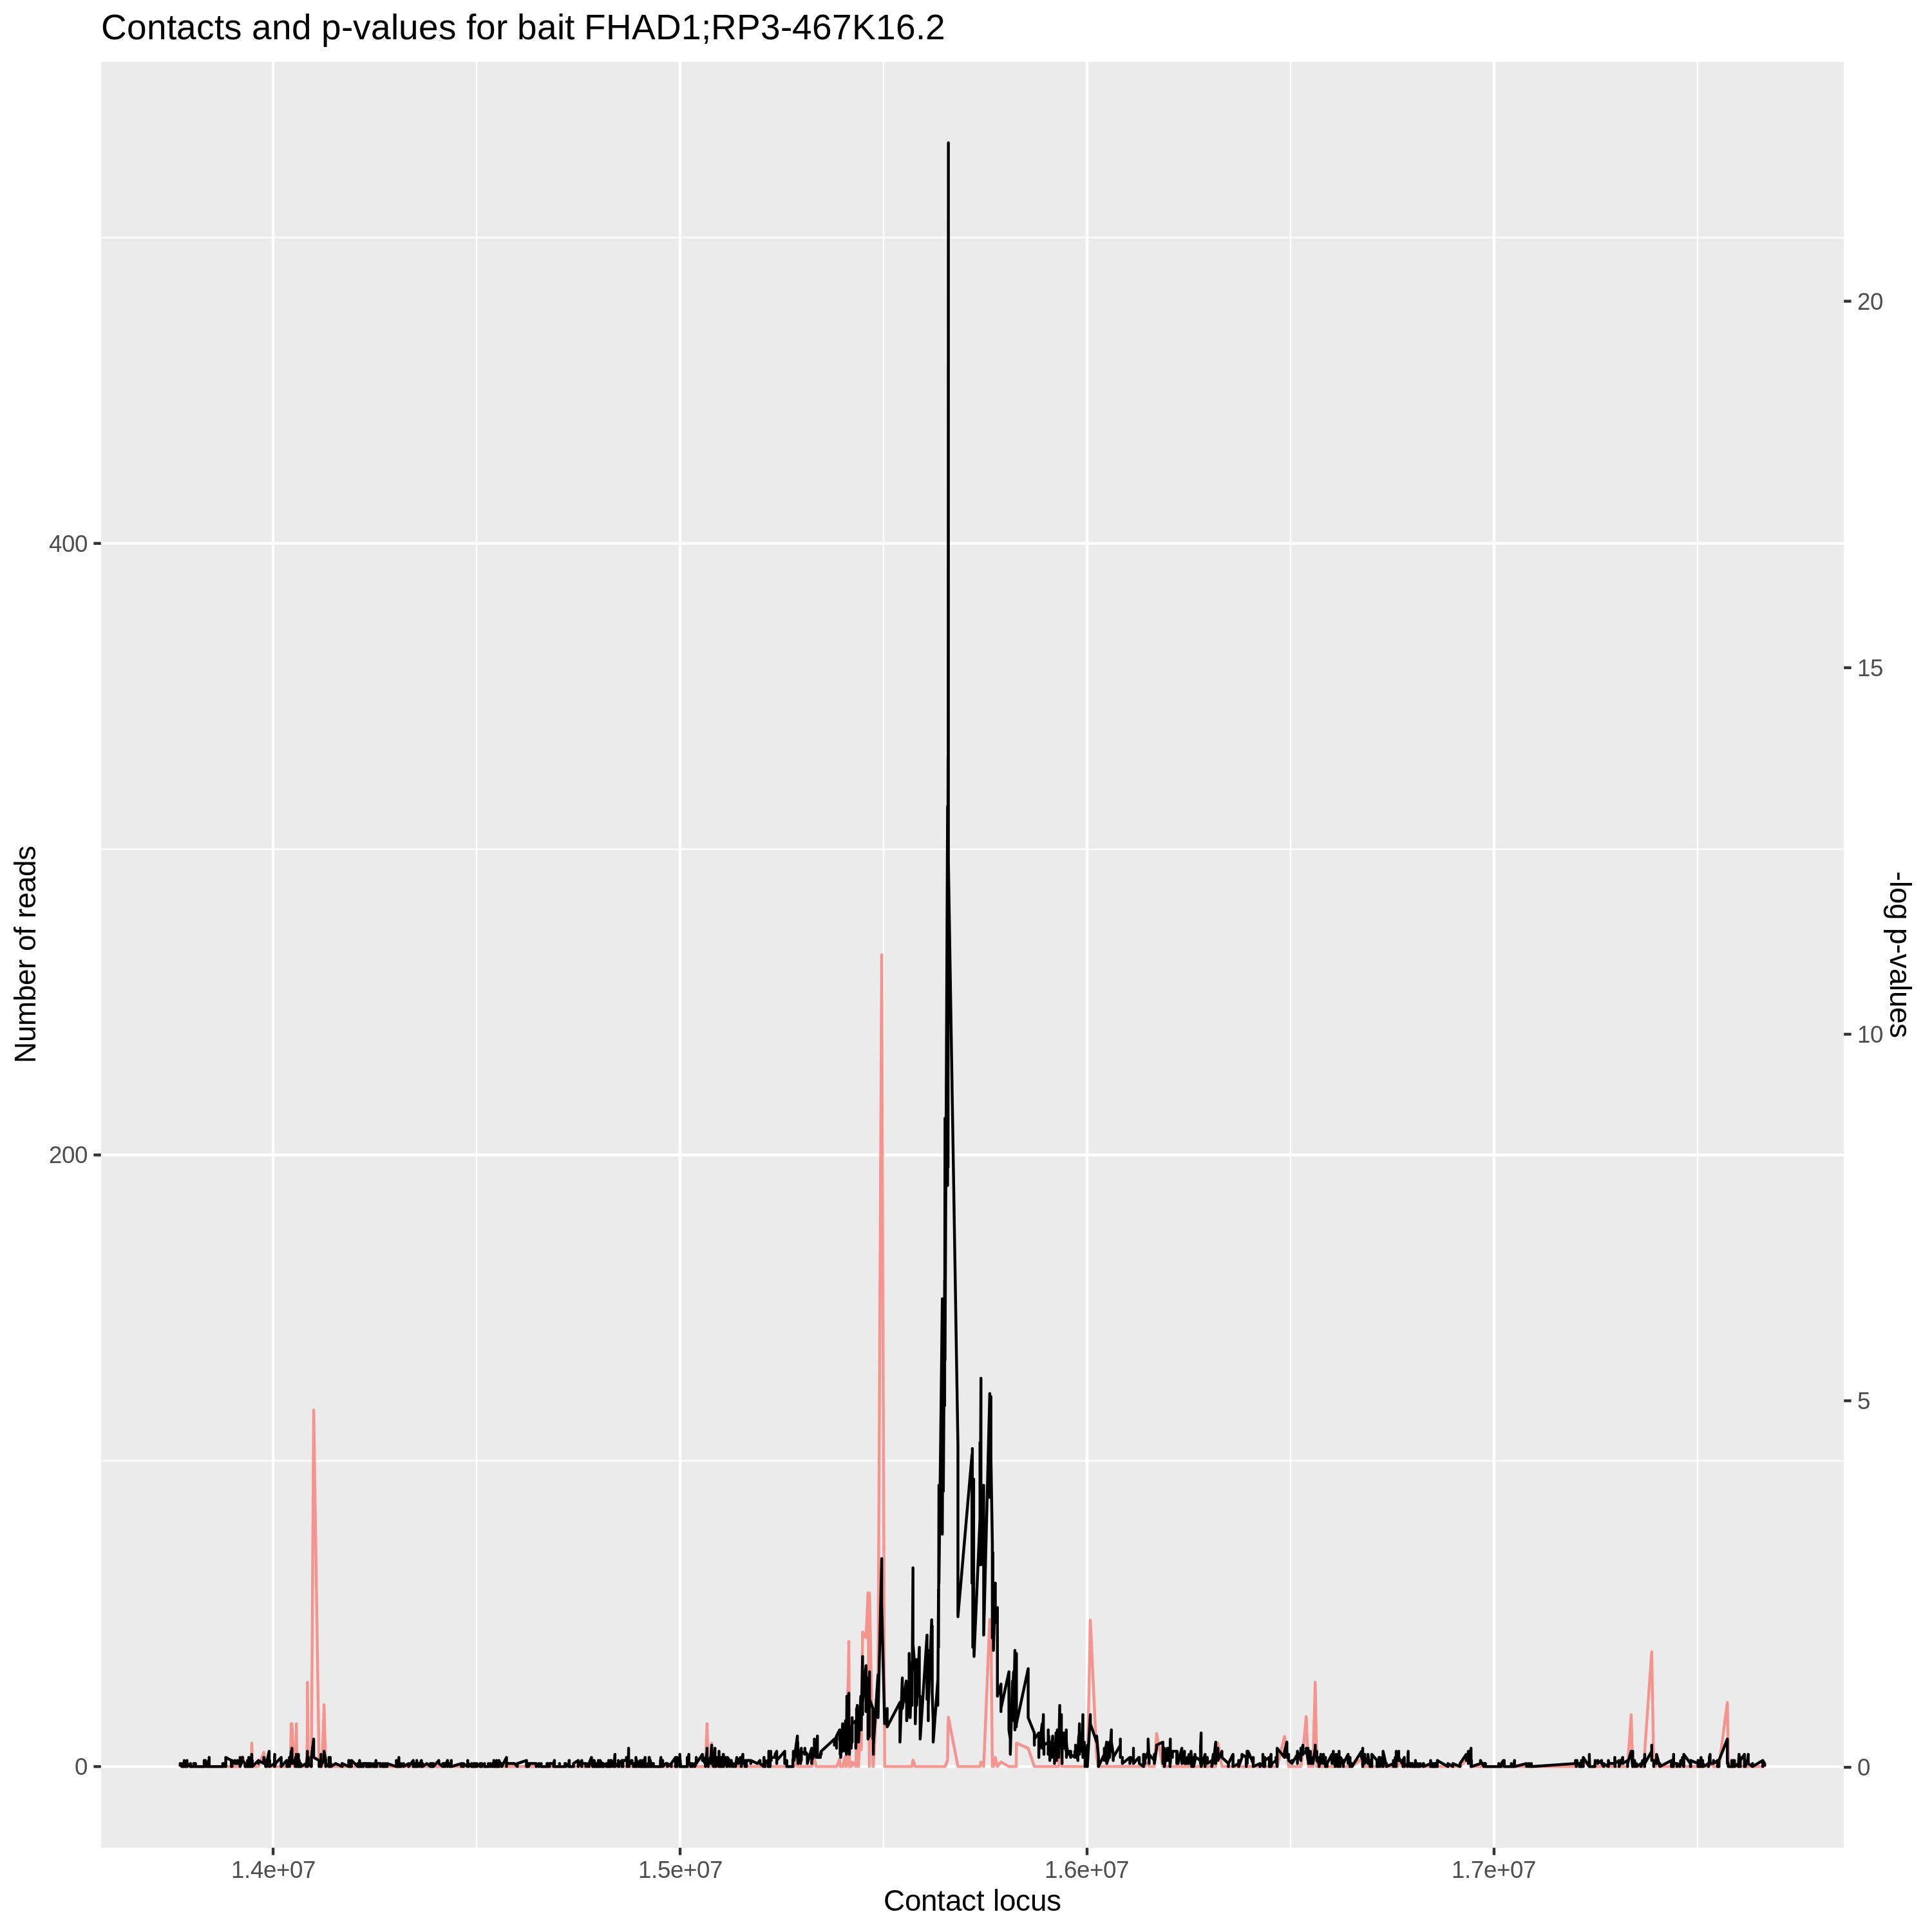 Contacts and p-values for bait FHAD1;RP3-467K16.2
Number of reads
400
200
0
20
15
10
5
0
-log p-values
1.4e+07
1.5e+07
1.6e+07
1.7e+07
Contact locus